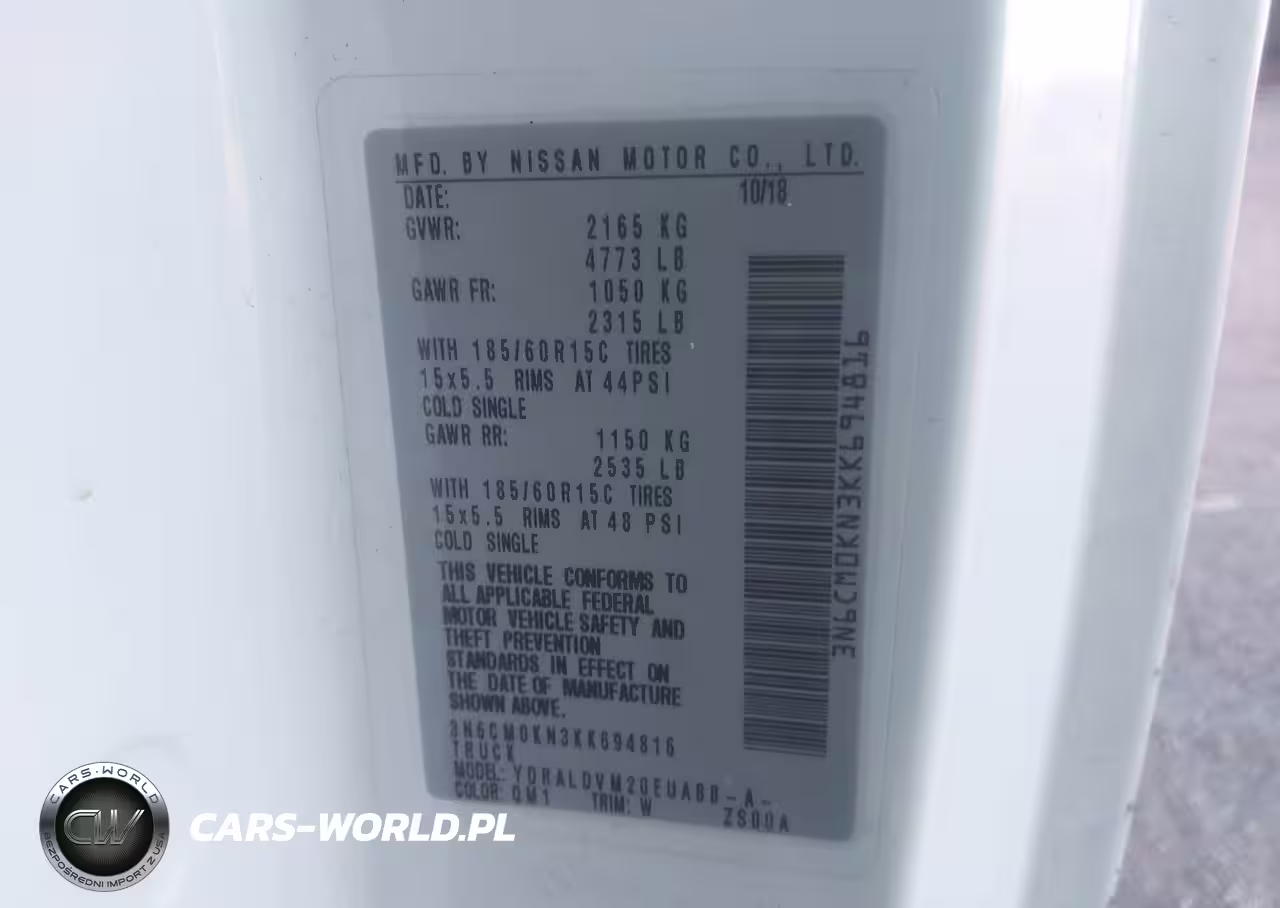 MFD. BY NISSAN MOTOR CO., LTD.
DATE: 10/18
GVWR: 2165 KG
4773 LB
GAWR FR: 1050 KG
2315 LB
WITH 185/60R15C TIRES
15x5.5 RIMS AT 44PSI
COLD SINGLE
GAWR RR: 1150 KG
2535 LB
WITH 185/60R15C TIRES
15x5.5 RIMS AT 48 PSI
COLD SINGLE
THIS VEHICLE CONFORMS TO
ALL APPLICABLE FEDERAL
MOTOR VEHICLE SAFETY AND
THEFT PREVENTION
STANDARDS IN EFFECT ON
THE DATE OF MANUFACTURE
SHOWN ABOVE.
3N6CM0KN3KK694816
TRUCK
MODEL:
COLOR: QM1 TRIM: W ZS00A
3N6CM0KN3KK694816
CARS-WORLD
CW
BEZPOŚREDNI IMPORT Z USA
CARS-WORLD.PL